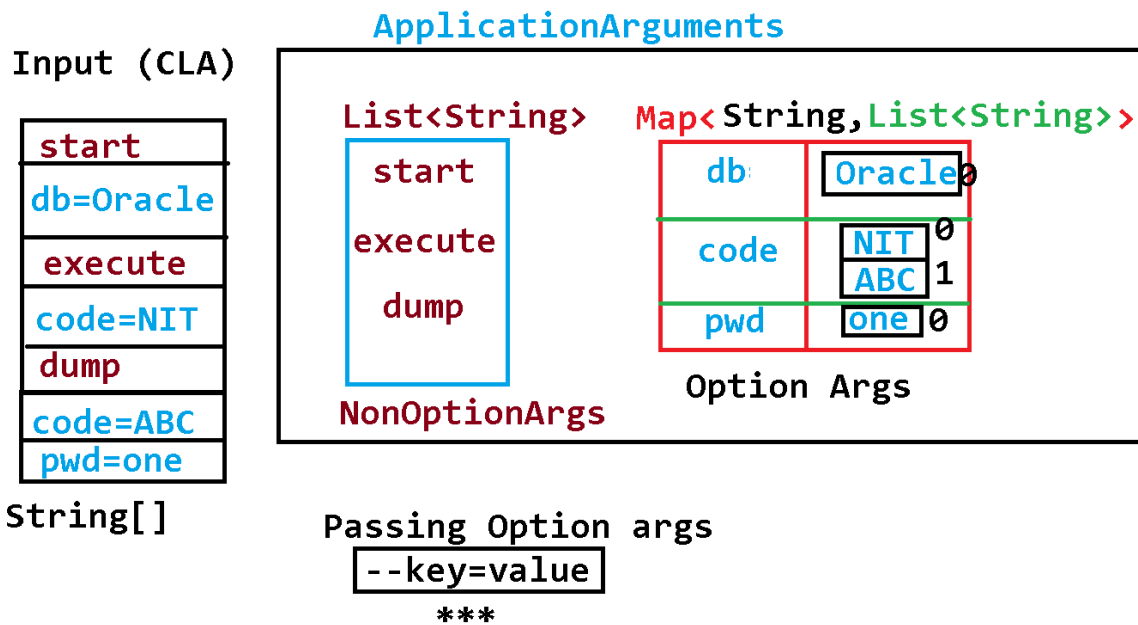 ApplicationArguments
Input (CLA)
start
db=Oracle
execute
code=NIT
dump
code=ABC
pwd=one
String[]
List<String>
start
execute
dump
NonOptionArgs
Map<String,List<String>>
db Oracle 0
code NIT 0
ABC 1
pwd one 0
Option Args
Passing Option args
--key=value
***